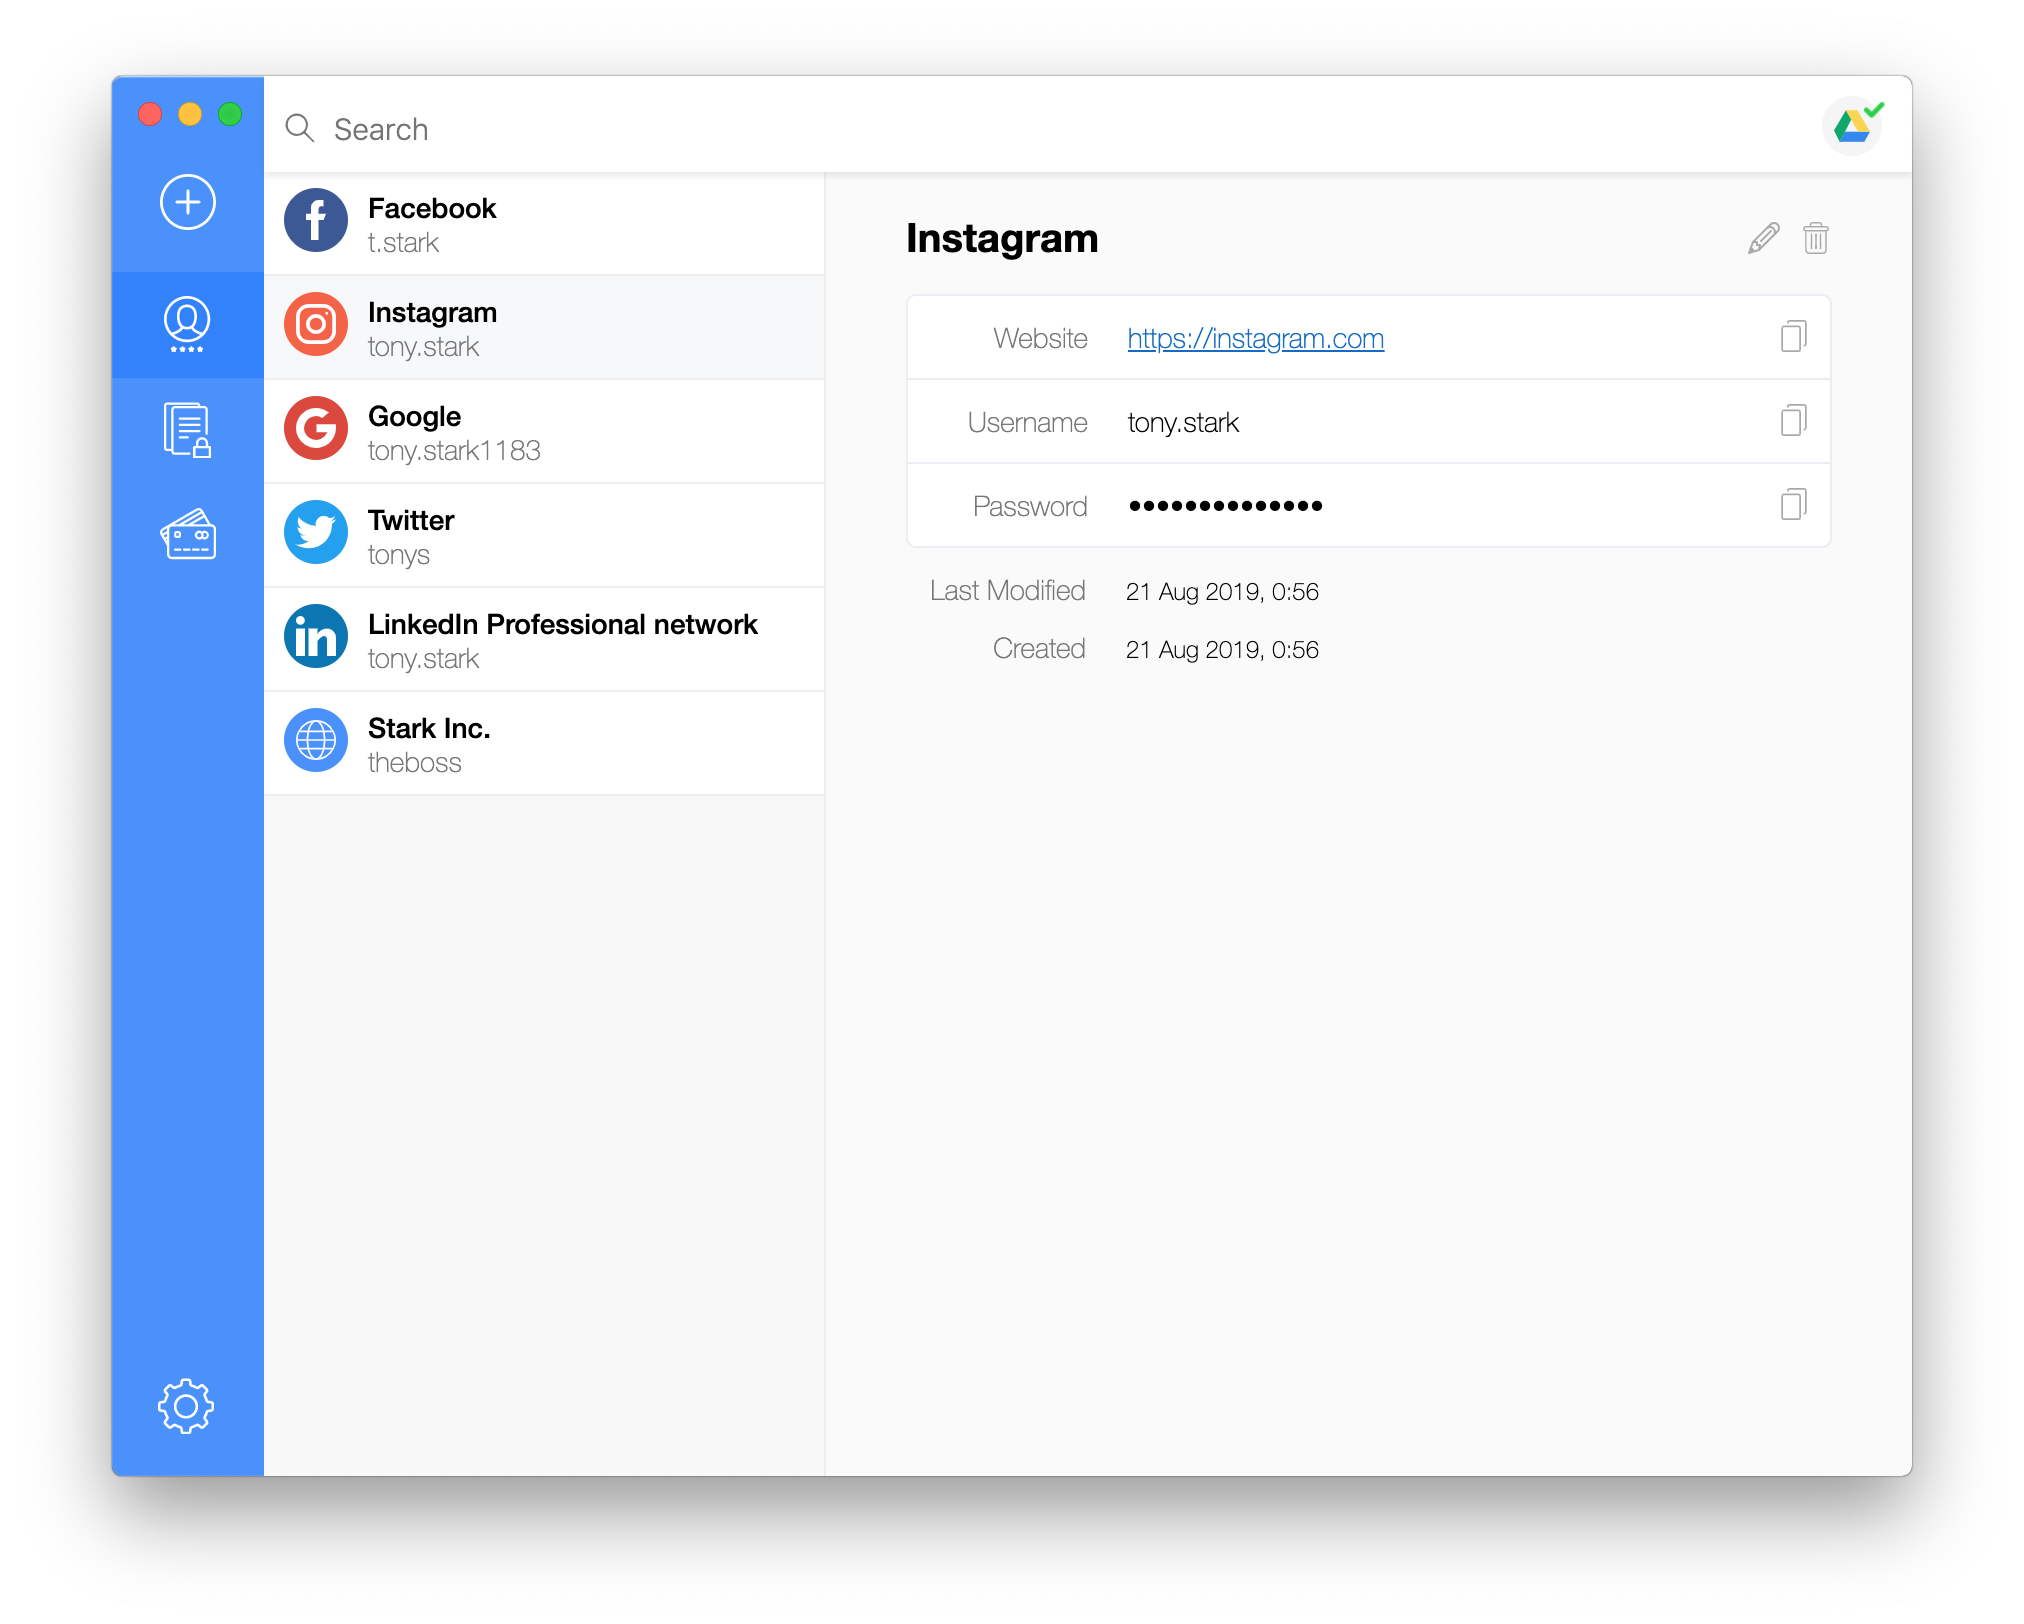 Search
Facebook
t.stark
Instagram
tony.stark
Google
tony.stark1183
Twitter
tonys
LinkedIn Professional network
tony.stark
Stark Inc.
theboss
Instagram
Website https://instagram.com
Username tony.stark
Password ••••••••••••••
Last Modified 21 Aug 2019, 0:56
Created 21 Aug 2019, 0:56